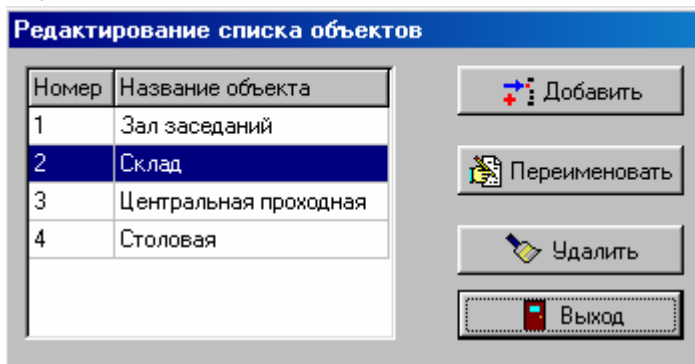 Редактирование списка объектов
Номер Название объекта
1 Зал заседаний
2 Склад
3 Центральная проходная
4 Столовая
Добавить
Переименовать
Удалить
Выход